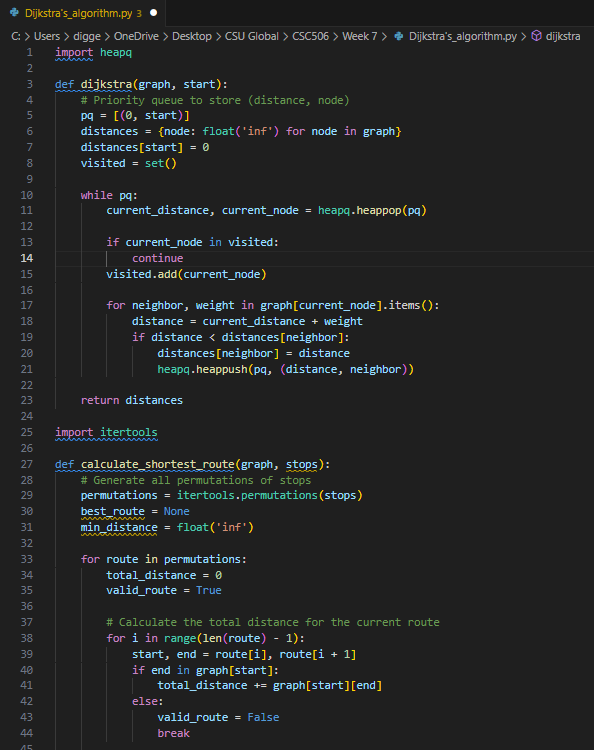 Dijkstra's_algorithm.py 3 ●
C: > Users > digge > OneDrive > Desktop > CSU Global > CSC506 > Week 7 > Dijkstra's_algorithm.py > dijkstra
1 import heapq
2
3 def dijkstra(graph, start):
4     # Priority queue to store (distance, node)
5     pq = [(0, start)]
6     distances = {node: float('inf') for node in graph}
7     distances[start] = 0
8     visited = set()
9
10     while pq:
11         current_distance, current_node = heapq.heappop(pq)
12
13         if current_node in visited:
14             continue
15         visited.add(current_node)
16
17         for neighbor, weight in graph[current_node].items():
18             distance = current_distance + weight
19             if distance < distances[neighbor]:
20                 distances[neighbor] = distance
21                 heapq.heappush(pq, (distance, neighbor))
22
23     return distances
24
25 import itertools
26
27 def calculate_shortest_route(graph, stops):
28     # Generate all permutations of stops
29     permutations = itertools.permutations(stops)
30     best_route = None
31     min_distance = float('inf')
32
33     for route in permutations:
34         total_distance = 0
35         valid_route = True
36
37         # Calculate the total distance for the current route
38         for i in range(len(route) - 1):
39             start, end = route[i], route[i + 1]
40             if end in graph[start]:
41                 total_distance += graph[start][end]
42             else:
43                 valid_route = False
44                 break
45